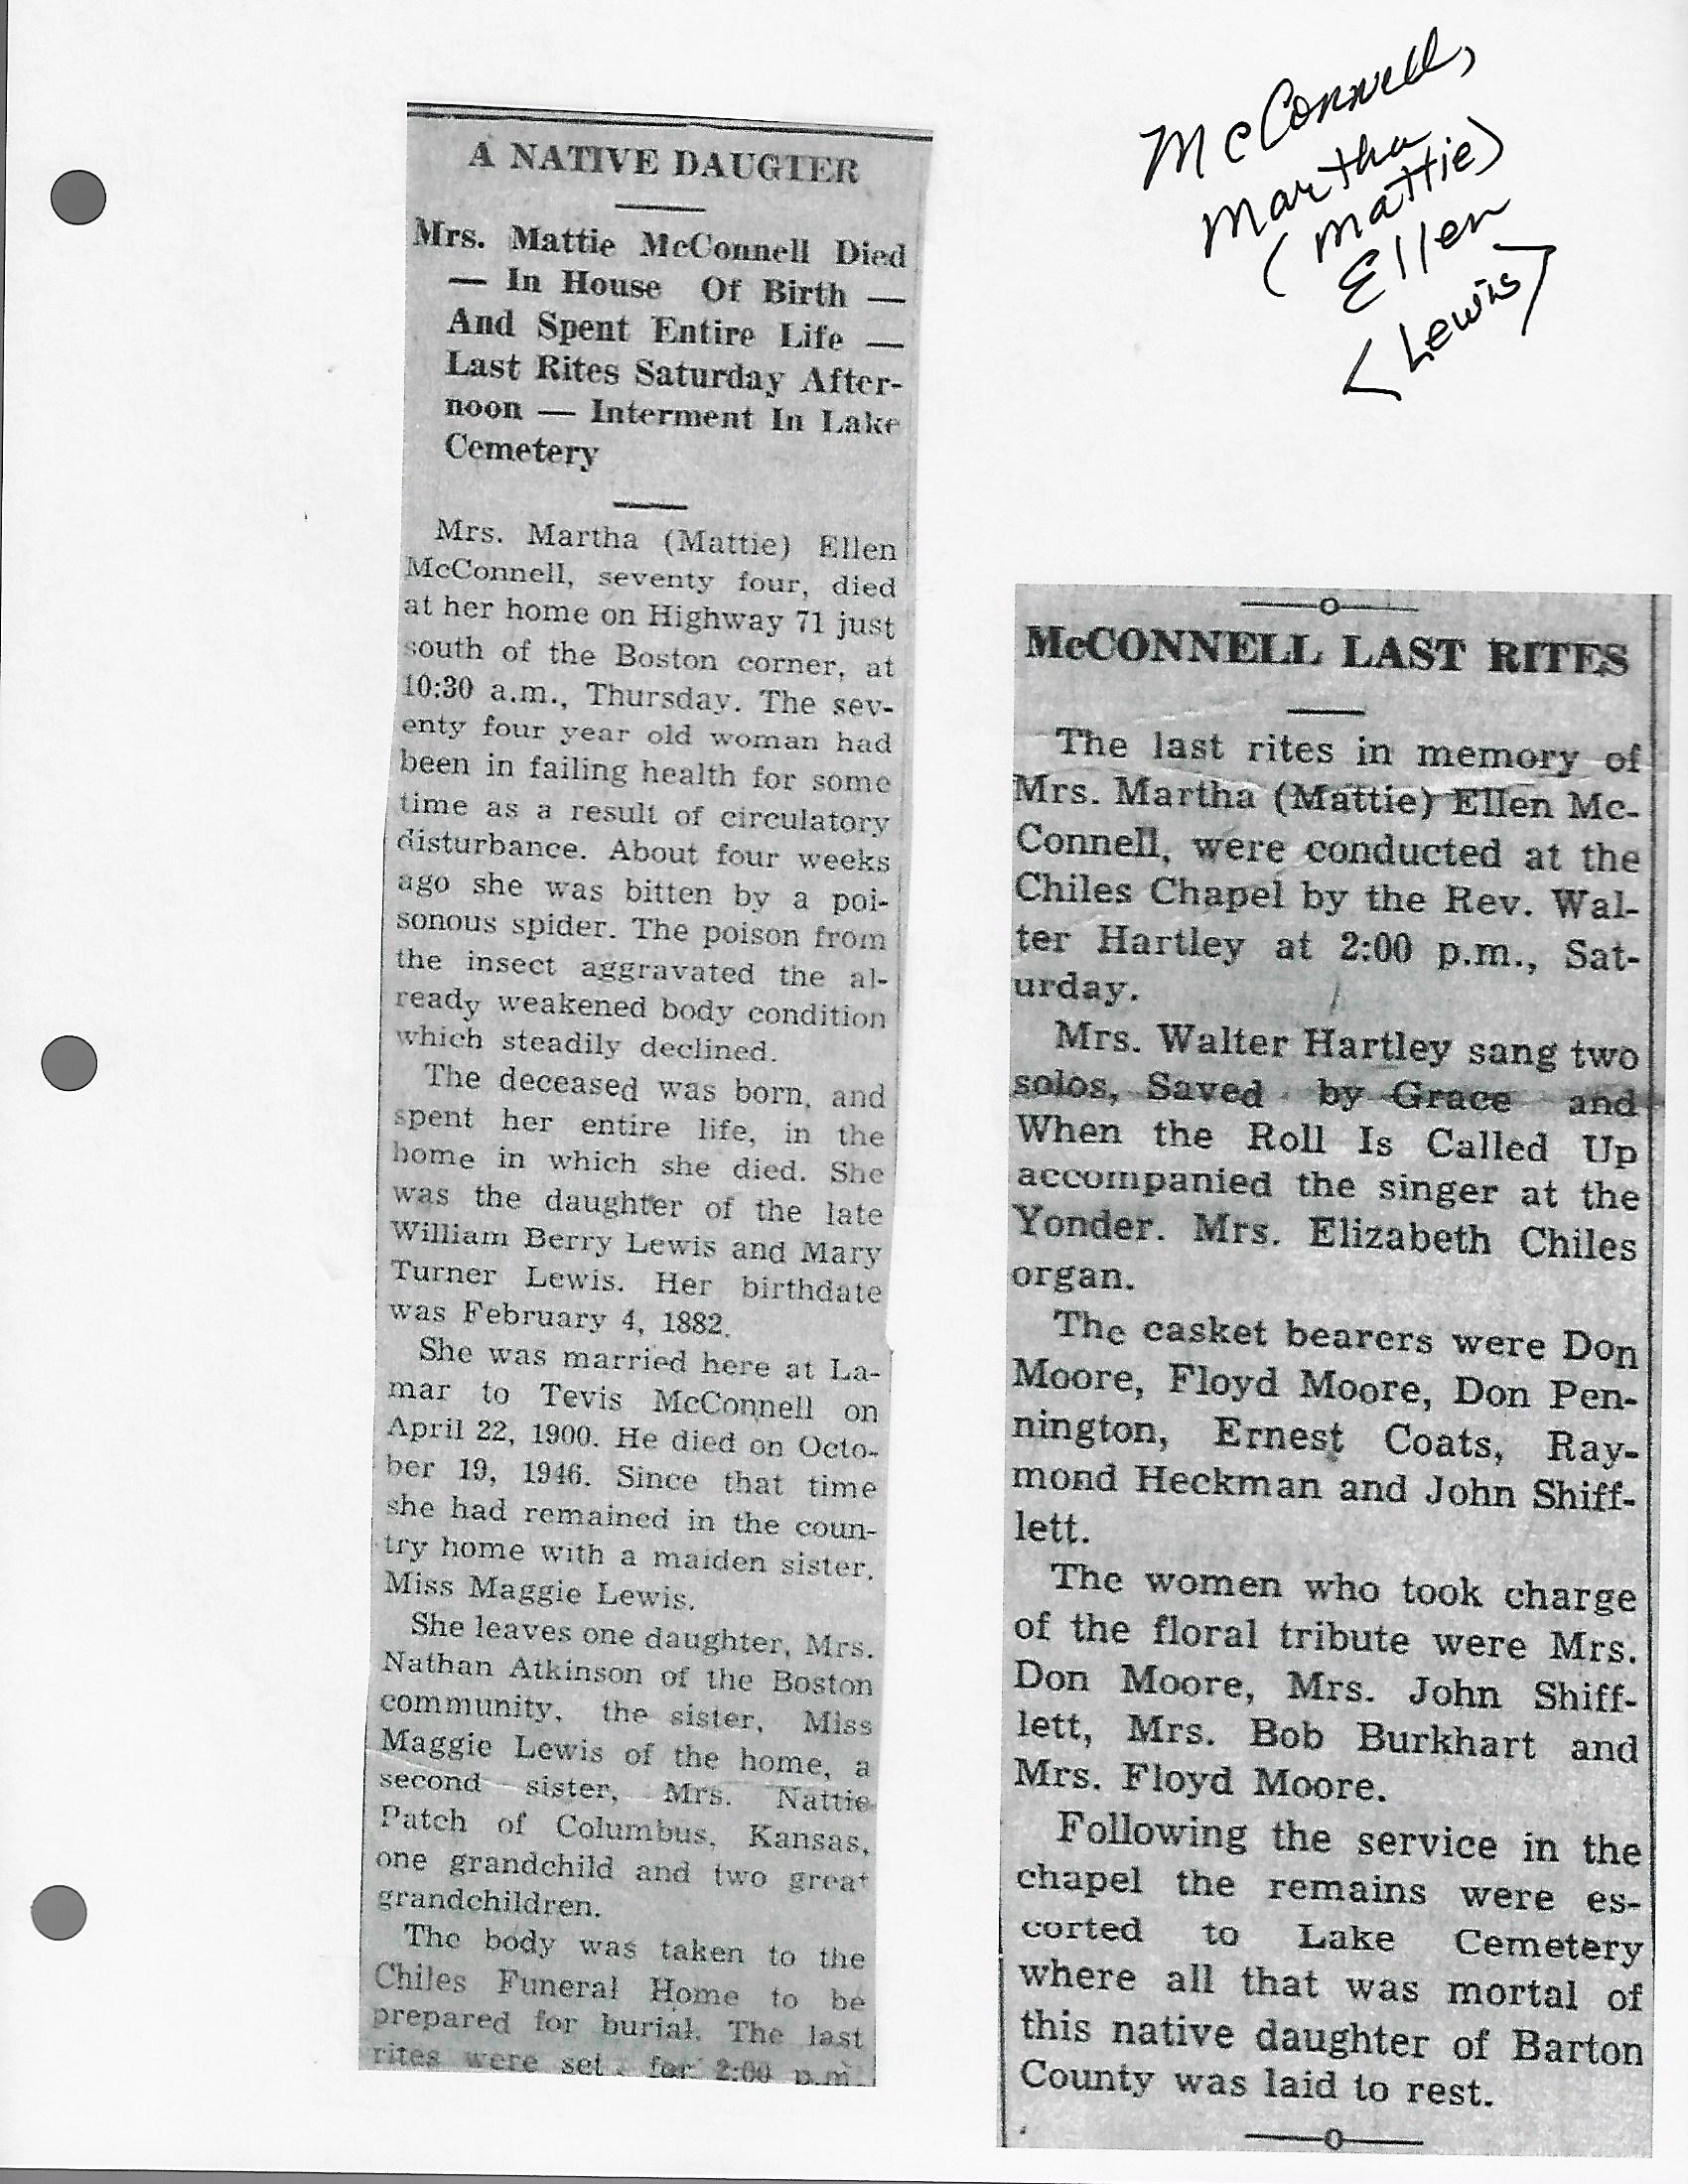 McConnell,
Martha
(Mattie)
Ellen
<Lewis>
A NATIVE DAUGTER
Mrs. Mattie McConnell Died
— In House Of Birth —
And Spent Entire Life —
Last Rites Saturday After-
noon — Interment In Lake
Cemetery
Mrs. Martha (Mattie) Ellen
McConnell, seventy four, died
at her home on Highway 71 just
south of the Boston corner, at
10:30 a.m., Thursday. The sev-
enty four year old woman had
been in failing health for some
time as a result of circulatory
disturbance. About four weeks
ago she was bitten by a poi-
sonous spider. The poison from
the insect aggravated the al-
ready weakened body condition
which steadily declined.
The deceased was born, and
spent her entire life, in the
home in which she died. She
was the daughter of the late
William Berry Lewis and Mary
Turner Lewis. Her birthdate
was February 4, 1882.
She was married here at La-
mar to Tevis McConnell on
April 22, 1900. He died on Octo-
ber 19, 1946. Since that time
she had remained in the coun-
try home with a maiden sister,
Miss Maggie Lewis.
She leaves one daughter, Mrs.
Nathan Atkinson of the Boston
community, the sister, Miss
Maggie Lewis of the home, a
second sister, Mrs. Nattie
Patch of Columbus, Kansas,
one grandchild and two great
grandchildren.
The body was taken to the
Chiles Funeral Home to be
prepared for burial. The last
rites were set for 2:00 p.m.
McCONNELL LAST RITES
The last rites in memory of
Mrs. Martha (Mattie) Ellen Mc-
Connell, were conducted at the
Chiles Chapel by the Rev. Wal-
ter Hartley at 2:00 p.m., Sat-
urday.
Mrs. Walter Hartley sang two
solos, Saved by Grace and
When the Roll Is Called Up
accompanied the singer at the
Yonder. Mrs. Elizabeth Chiles
organ.
The casket bearers were Don
Moore, Floyd Moore, Don Pen-
nington, Ernest Coats, Ray-
mond Heckman and John Shiff-
lett.
The women who took charge
of the floral tribute were Mrs.
Don Moore, Mrs. John Shiff-
lett, Mrs. Bob Burkhart and
Mrs. Floyd Moore.
Following the service in the
chapel the remains were es-
corted to Lake Cemetery
where all that was mortal of
this native daughter of Barton
County was laid to rest.